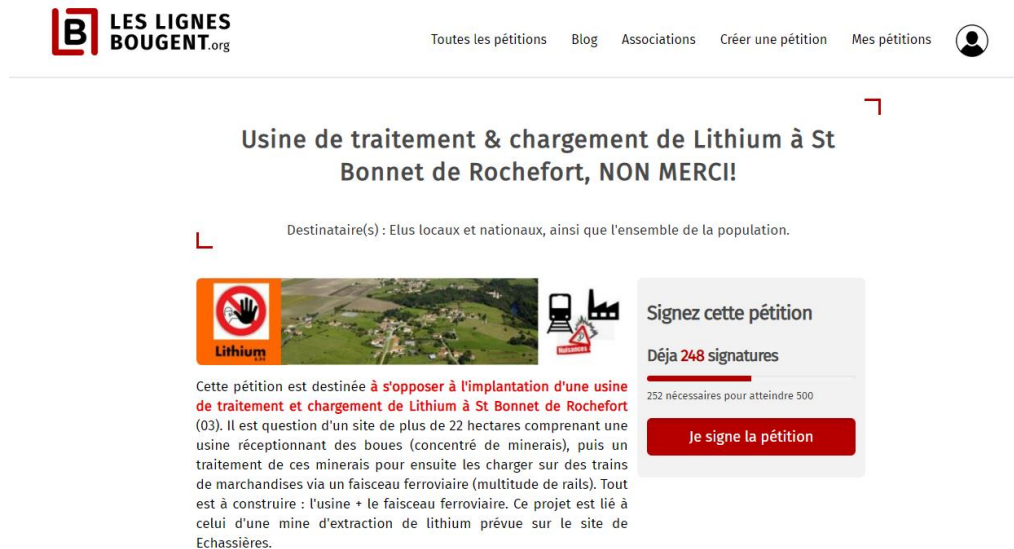 LES LIGNES
BOUGENT.org
Toutes les pétitions Blog Associations Créer une pétition Mes pétitions
Usine de traitement & chargement de Lithium à St
Bonnet de Rochefort, NON MERCI!
Destinataire(s) : Elus locaux et nationaux, ainsi que l'ensemble de la population.
Lithium
Nuisances
Cette pétition est destinée à s'opposer à l'implantation d'une usine
de traitement et chargement de Lithium à St Bonnet de Rochefort
(03). Il est question d'un site de plus de 22 hectares comprenant une
usine réceptionnant des boues (concentré de minerais), puis un
traitement de ces minerais pour ensuite les charger sur des trains
de marchandises via un faisceau ferroviaire (multitude de rails). Tout
est à construire : l'usine + le faisceau ferroviaire. Ce projet est lié à
celui d'une mine d'extraction de lithium prévue sur le site de
Echassières.
Signez cette pétition
Déja 248 signatures
252 nécessaires pour atteindre 500
Je signe la pétition